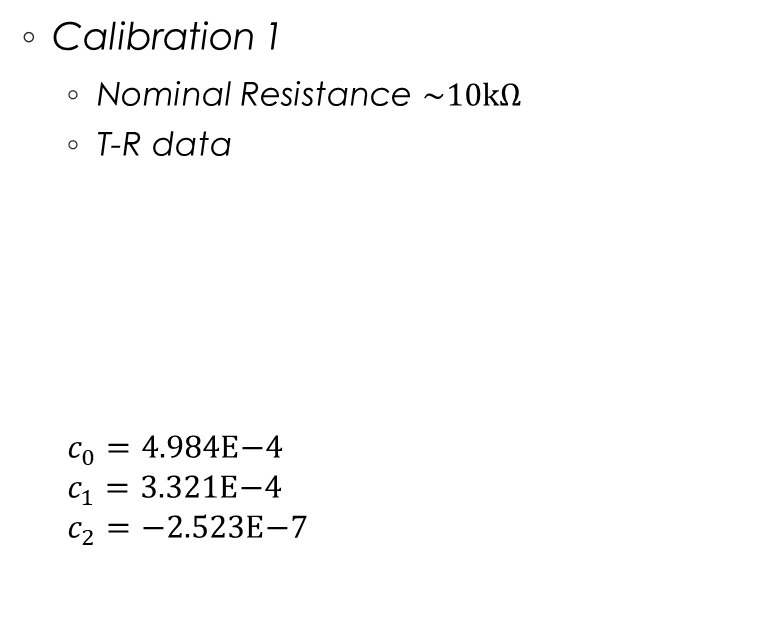 ◦ Calibration 1
◦ Nominal Resistance ~10kΩ
◦ T-R data
c₀ = 4.984E−4
c₁ = 3.321E−4
c₂ = −2.523E−7